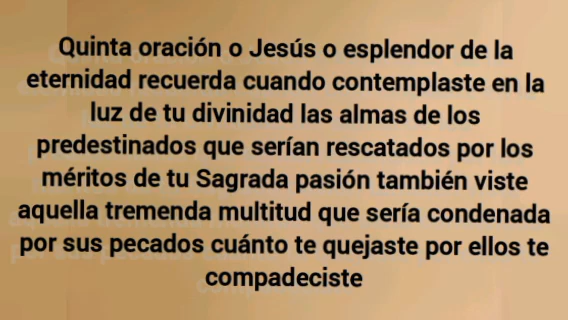 Quinta oración o Jesús o esplendor de la
eternidad recuerda cuando contemplaste en la
luz de tu divinidad las almas de los
predestinados que serían rescatados por los
méritos de tu Sagrada pasión también viste
aquella tremenda multitud que sería condenada
por sus pecados cuánto te quejaste por ellos te
compadeciste